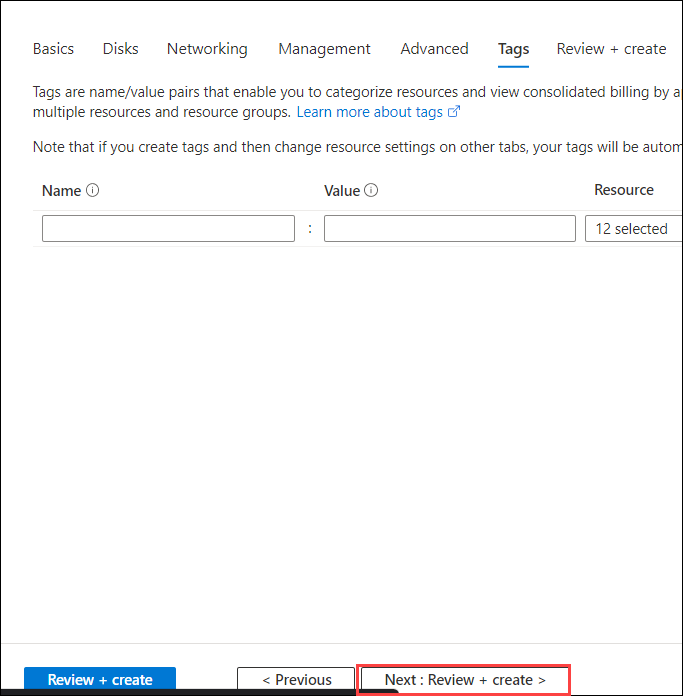 Basics Disks Networking Management Advanced Tags Review + create
Tags are name/value pairs that enable you to categorize resources and view consolidated billing by
multiple resources and resource groups. Learn more about tags
Note that if you create tags and then change resource settings on other tabs, your tags will be
Name Value Resource
: 12 selected
Review + create < Previous Next : Review + create >